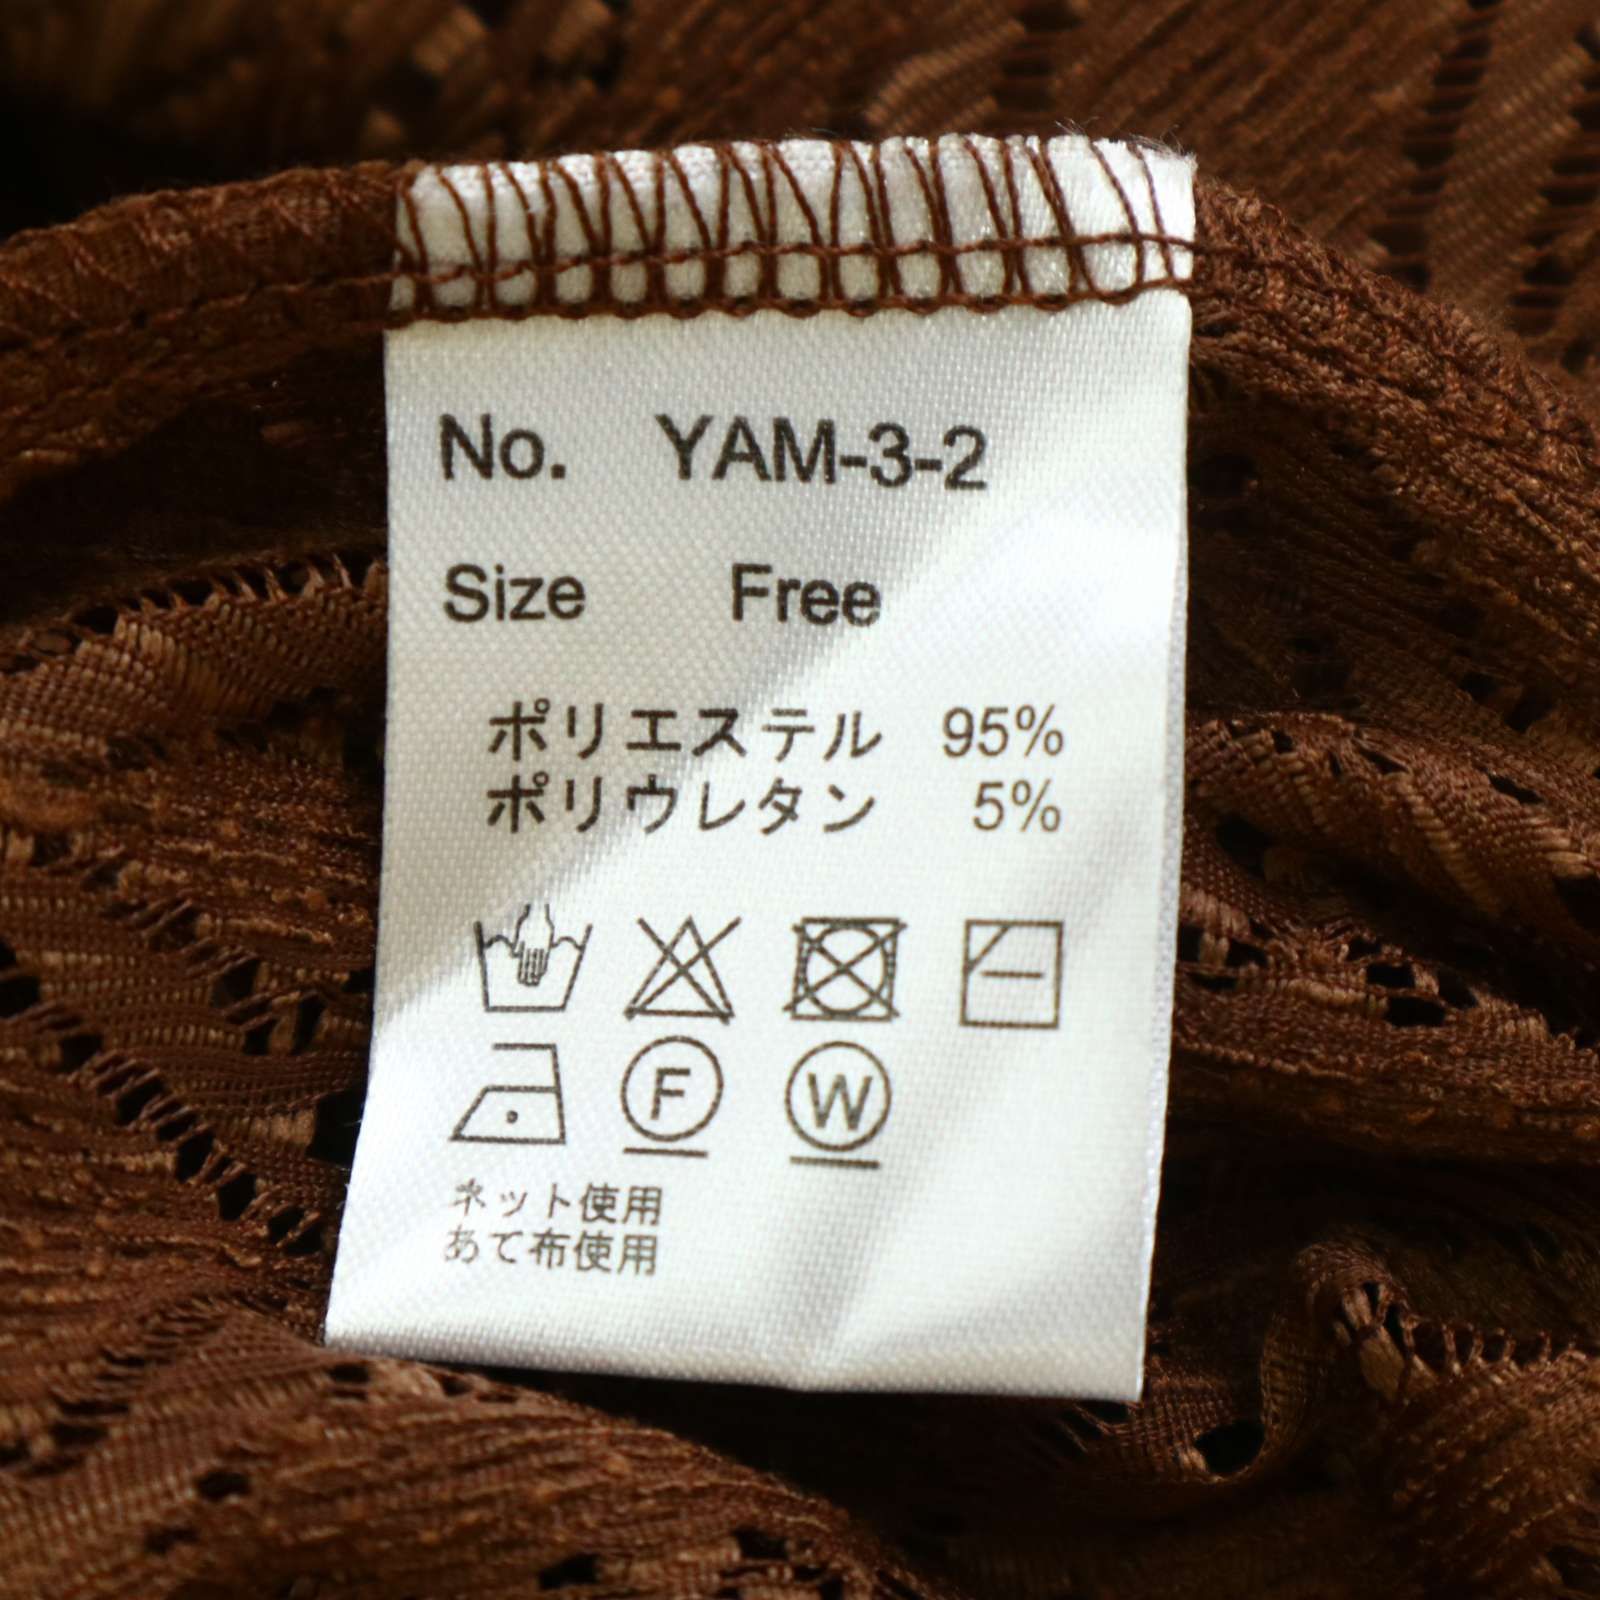 No. YAM-3-2
Size Free
ポリエステル 95%
ポリウレタン 5%
F W
ネット使用
あて布使用